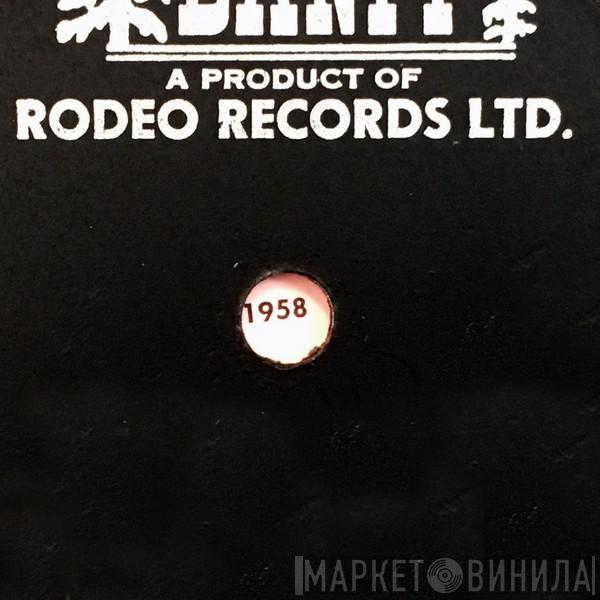 A PRODUCT OF
RODEO RECORDS LTD.
1958
МАРКЕТ ВИНИЛА